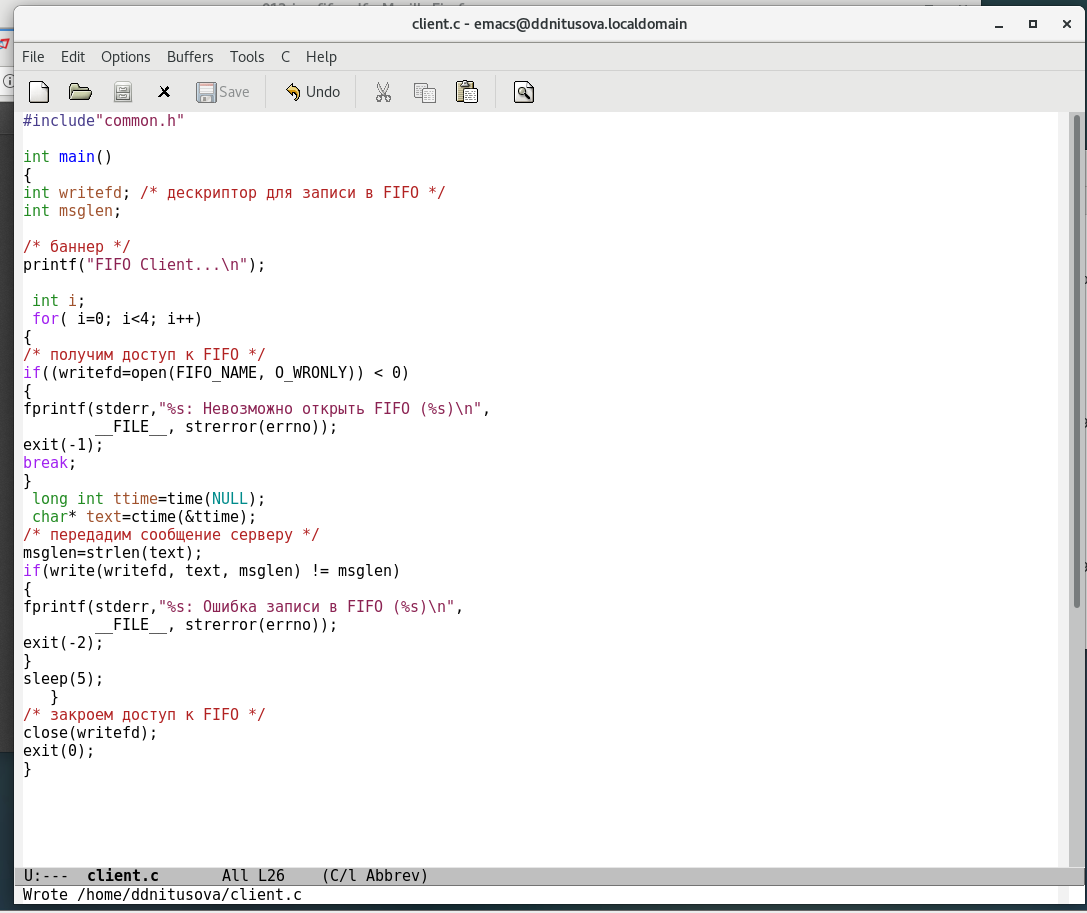 client.c - emacs@ddnitusova.localdomain
File Edit Options Buffers Tools C Help
Save Undo
#include"common.h"
int main()
{
int writefd; /* дескриптор для записи в FIFO */
int msglen;
/* баннер */
printf("FIFO Client...\n");
int i;
for( i=0; i<4; i++)
{
/* получим доступ к FIFO */
if((writefd=open(FIFO_NAME, O_WRONLY)) < 0)
{
fprintf(stderr,"%s: Невозможно открыть FIFO (%s)\n",
__FILE__, strerror(errno));
exit(-1);
break;
}
long int ttime=time(NULL);
char* text=ctime(&ttime);
/* передадим сообщение серверу */
msglen=strlen(text);
if(write(writefd, text, msglen) != msglen)
{
fprintf(stderr,"%s: Ошибка записи в FIFO (%s)\n",
__FILE__, strerror(errno));
exit(-2);
}
sleep(5);
}
/* закроем доступ к FIFO */
close(writefd);
exit(0);
}
U:--- client.c All L26 (C/l Abbrev)
Wrote /home/ddnitusova/client.c